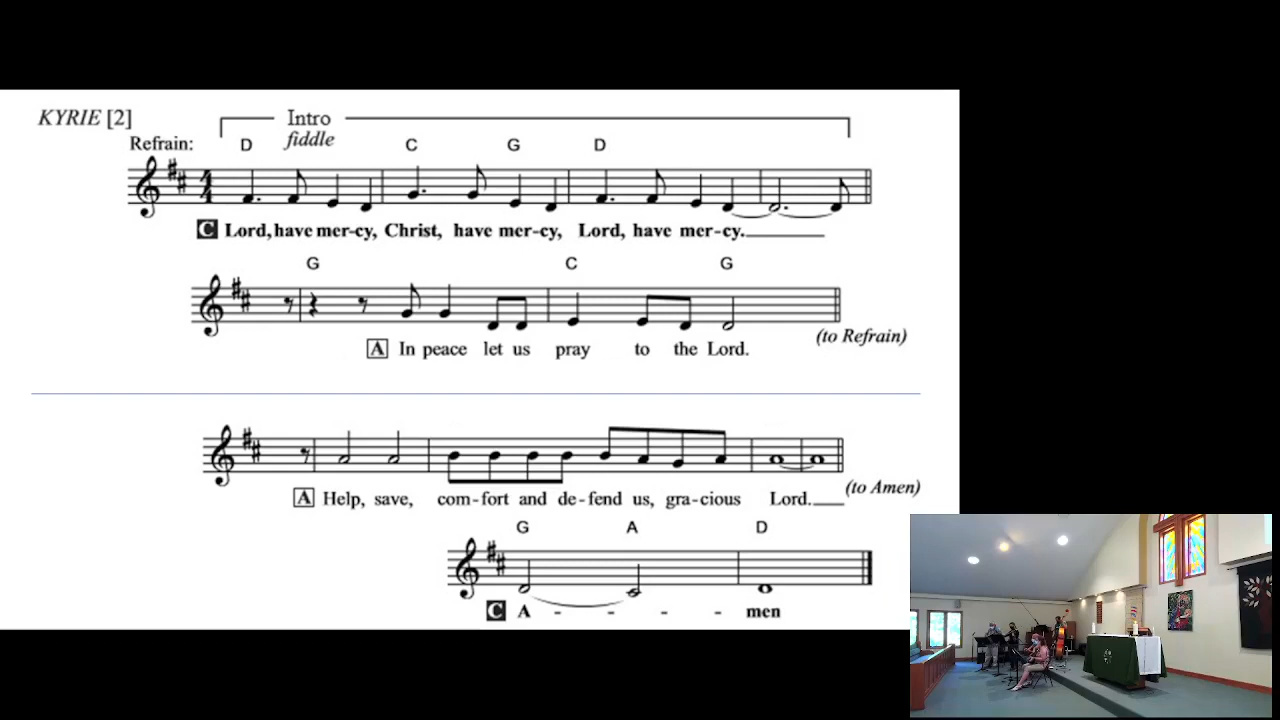 KYRIE [2]
Intro
Refrain: D fiddle C G D
C Lord, have mer-cy, Christ, have mer-cy, Lord, have mer-cy.
G C G
A In peace let us pray to the Lord.
(to Refrain)
A Help, save, com-fort and de-fend us, gra-cious Lord.
(to Amen)
G A D
C A - - - - men